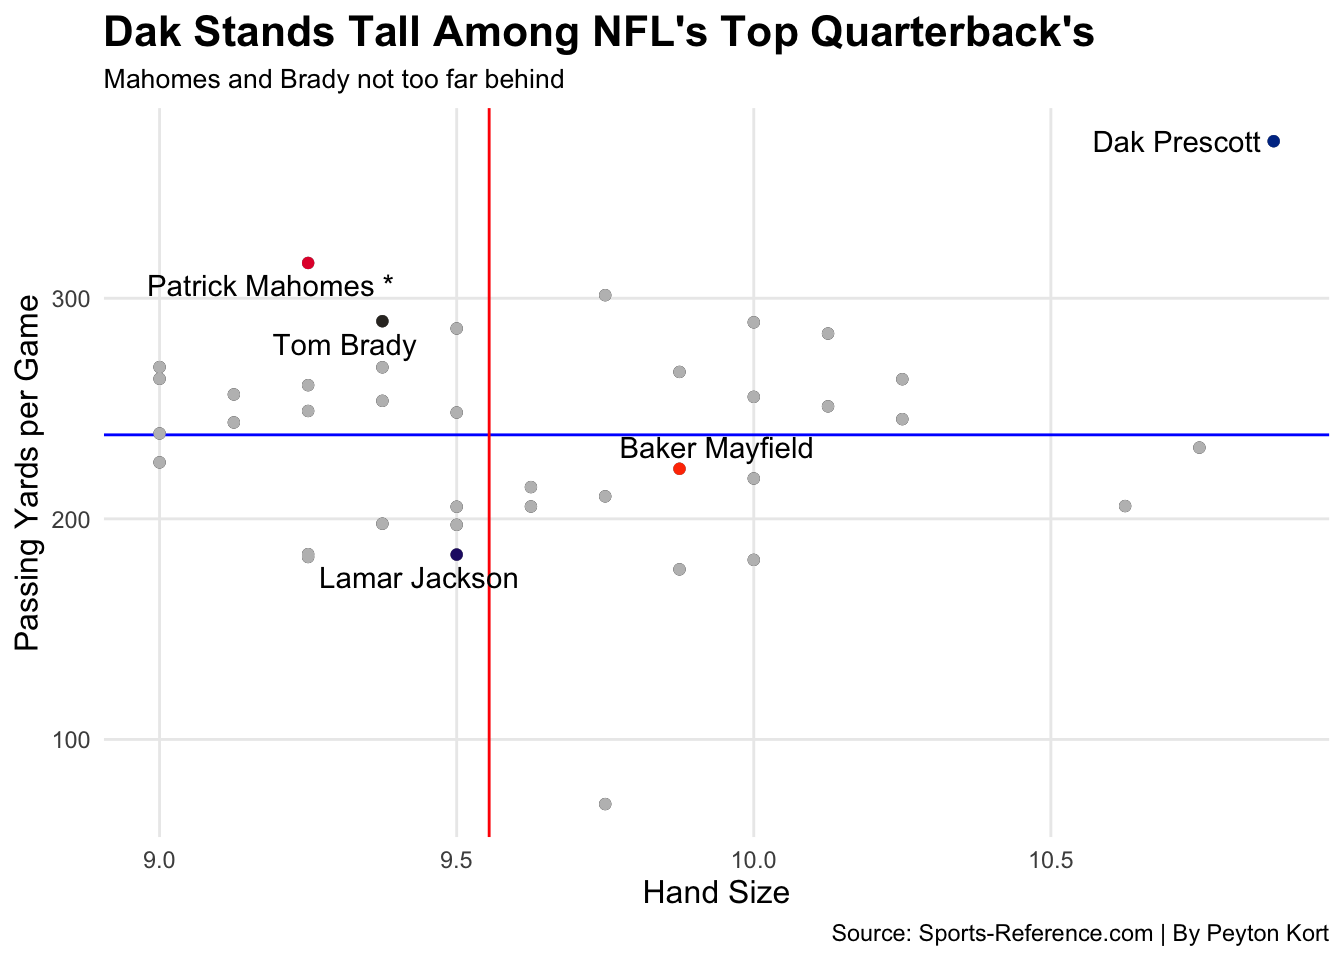 Dak Stands Tall Among NFL's Top Quarterback's
Mahomes and Brady not too far behind
Dak Prescott
Patrick Mahomes *
Tom Brady
Baker Mayfield
Lamar Jackson
Passing Yards per Game
300
200
100
9.0
9.5
10.0
10.5
Hand Size
Source: Sports-Reference.com | By Peyton Kort